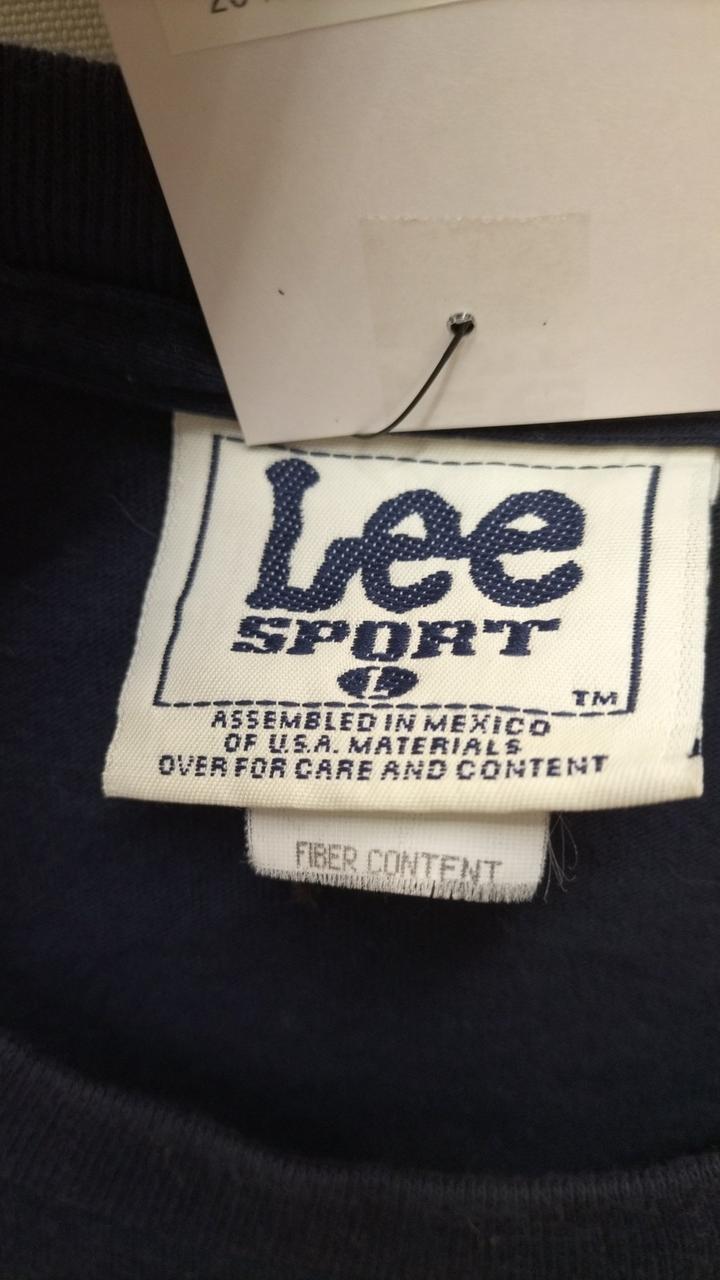 Lee
SPORT
L
TM
ASSEMBLED IN MEXICO
OF U.S.A. MATERIALS
OVER FOR CARE AND CONTENT
FIBER CONTENT